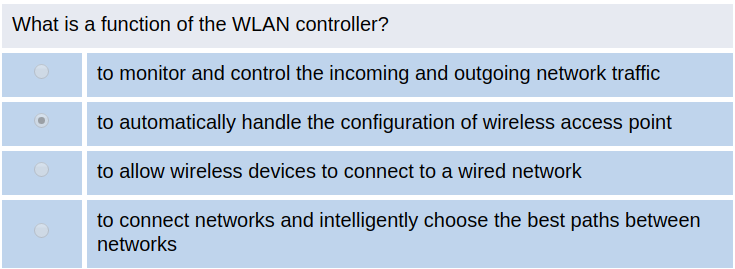 What is a function of the WLAN controller?
to monitor and control the incoming and outgoing network traffic
to automatically handle the configuration of wireless access point
to allow wireless devices to connect to a wired network
to connect networks and intelligently choose the best paths between
networks